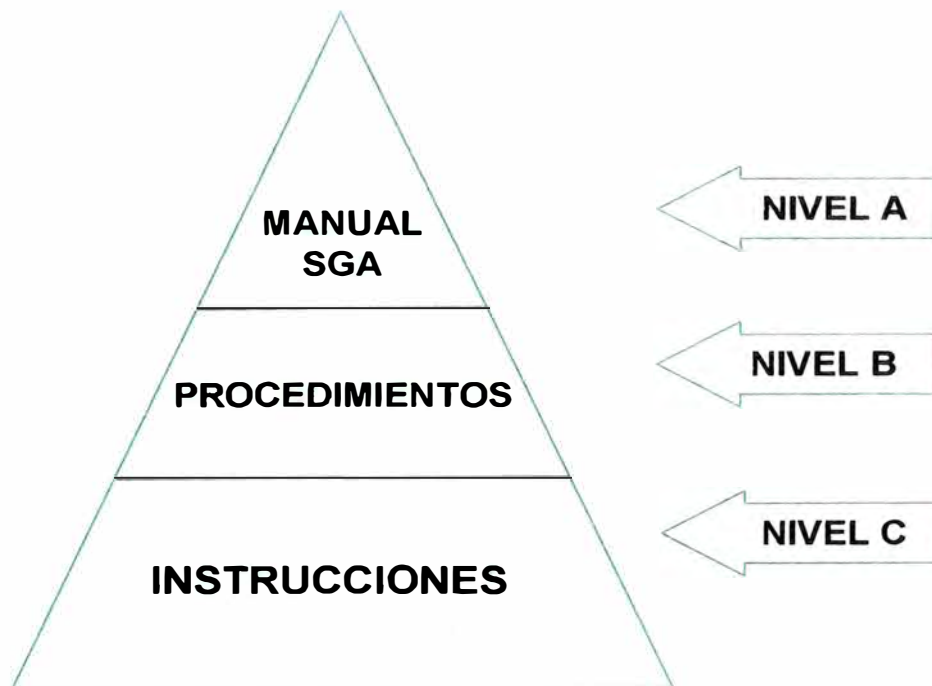 MANUAL
SGA
NIVEL A
PROCEDIMIENTOS
NIVEL B
INSTRUCCIONES
NIVEL C